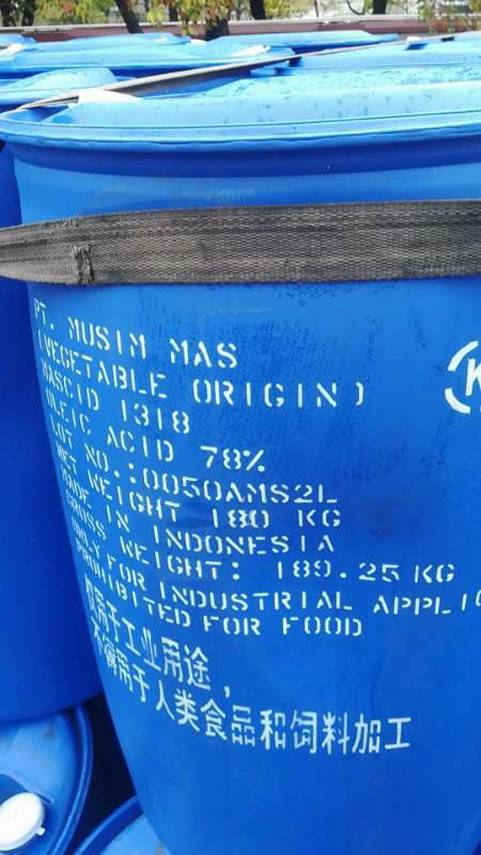 PT. MUSIM MAS
(VEGETABLE ORIGIN)
MASCID 1318
OLEIC ACID 78%
LOT NO.:0050AMS2L
NET WEIGHT 180 KG
MADE IN INDONESIA
GROSS WEIGHT: 189.25 KG
ONLY FOR INDUSTRIAL APPLIC
PROHIBITED FOR FOOD
仅用于工业用途，
不得用于人类食品和饲料加工
K